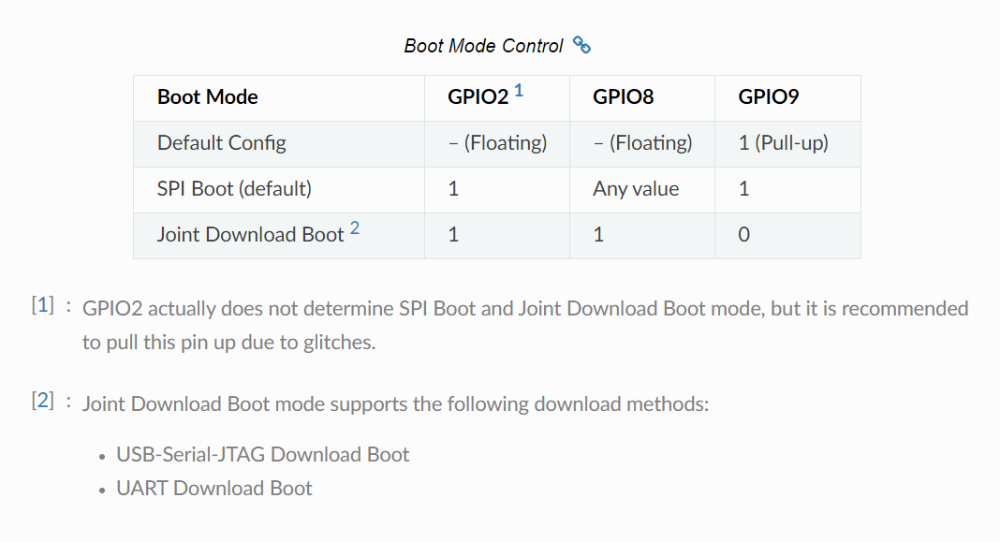 Boot Mode Control
Boot Mode GPIO2 1 GPIO8 GPIO9
Default Config – (Floating) – (Floating) 1 (Pull-up)
SPI Boot (default) 1 Any value 1
Joint Download Boot 2 1 1 0
[1] : GPIO2 actually does not determine SPI Boot and Joint Download Boot mode, but it is recommended
to pull this pin up due to glitches.
[2] : Joint Download Boot mode supports the following download methods:
• USB-Serial-JTAG Download Boot
• UART Download Boot